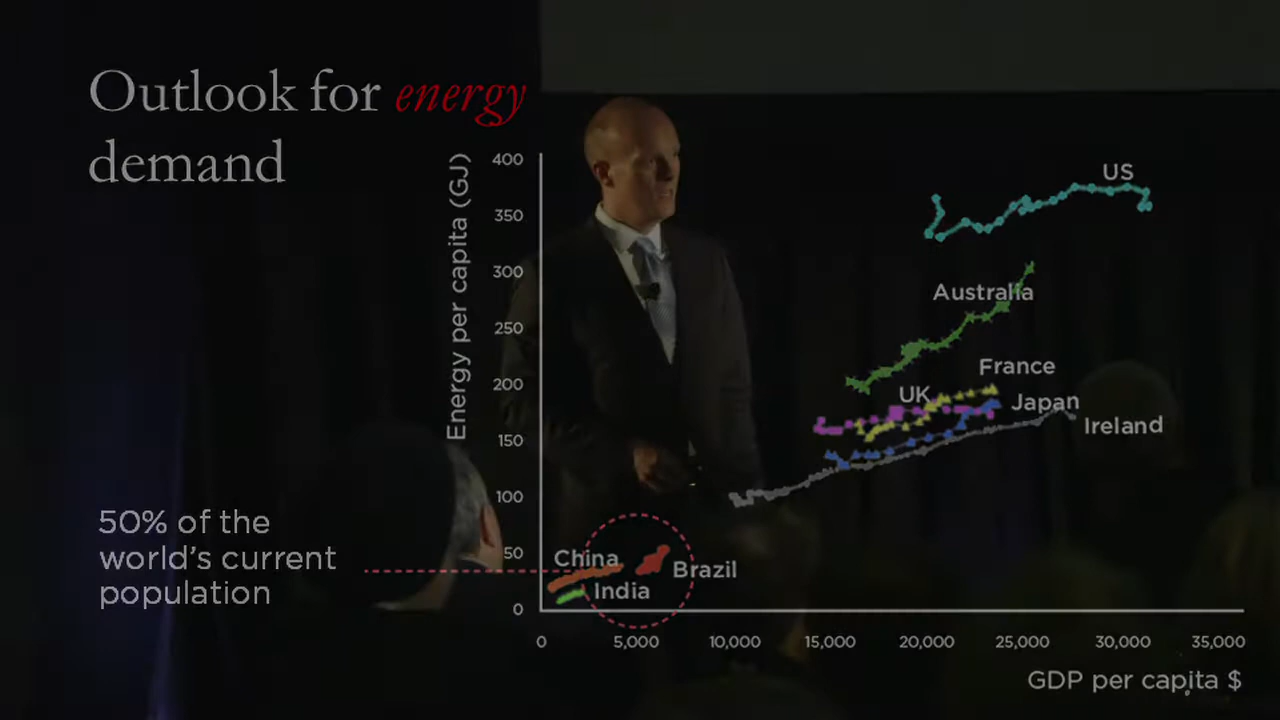 Outlook for energy
demand
Energy per capita (GJ)
400
350
300
250
200
150
100
50
0
US
Australia
France
UK
Japan
Ireland
China
Brazil
India
50% of the
world's current
population
0
5,000
10,000
15,000
20,000
25,000
30,000
35,000
GDP per capita $